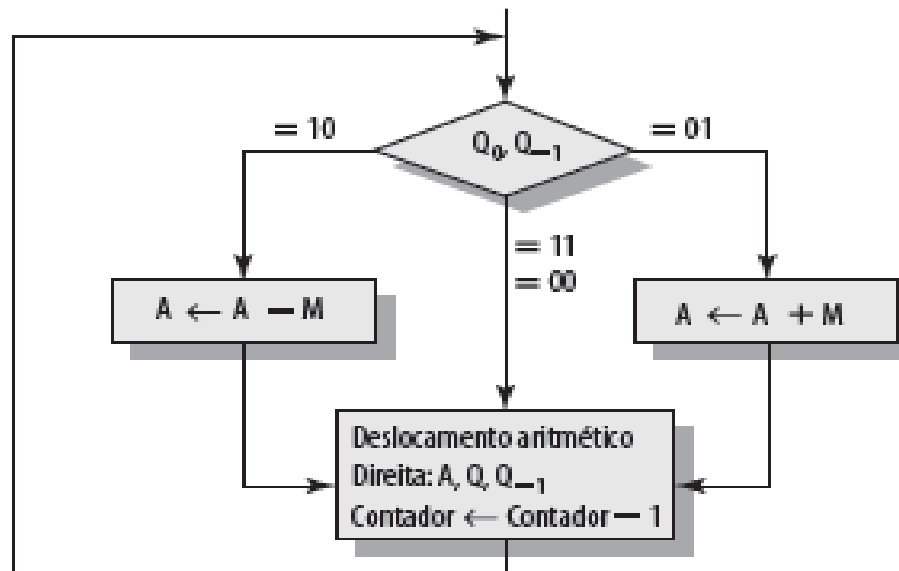 = 10
Q₀, Q₋₁
= 01
= 11
= 00
A ← A − M
A ← A + M
Deslocamento aritmético
Direita: A, Q, Q₋₁
Contador ← Contador − 1